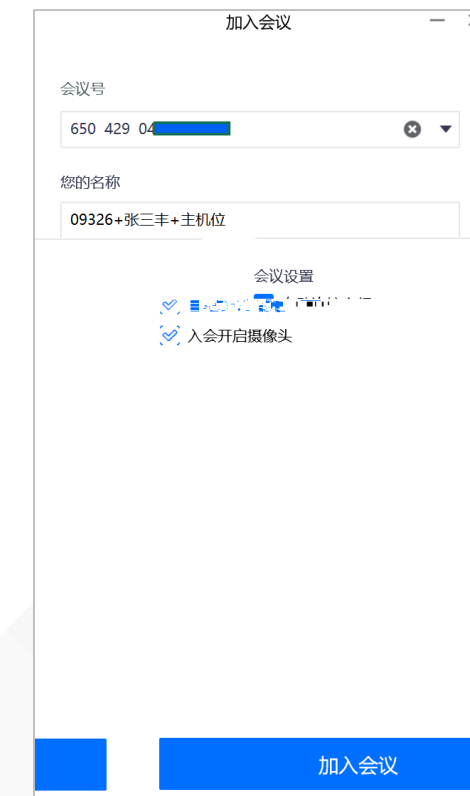 加入会议
会议号
650 429 04
您的名称
09326+张三丰+主机位
会议设置
入会开启摄像头
加入会议